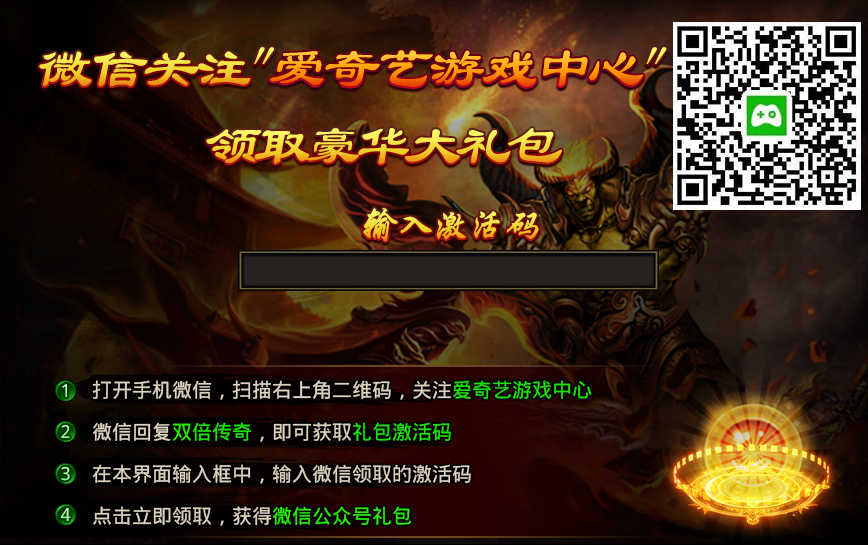 微信关注"爱奇艺游戏中心"
领取豪华大礼包
输入激活码
1 打开手机微信，扫描右上角二维码，关注爱奇艺游戏中心
2 微信回复双倍传奇，即可获取礼包激活码
3 在本界面输入框中，输入微信领取的激活码
4 点击立即领取，获得微信公众号礼包